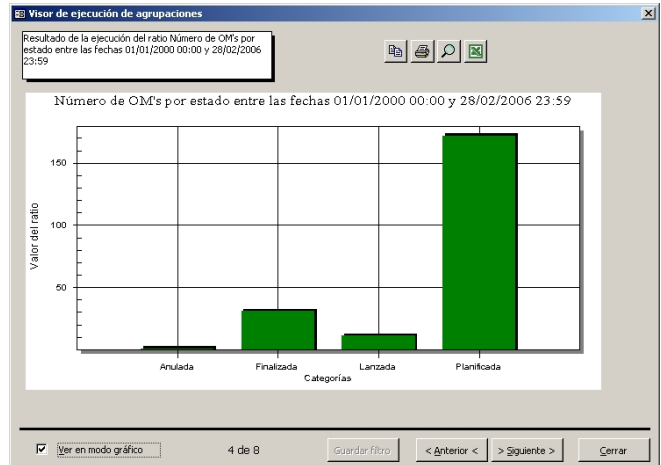 Visor de ejecución de agrupaciones
Resultado de la ejecución del ratio Número de OM's por
estado entre las fechas 01/01/2000 00:00 y 28/02/2006
23:59
Número de OM's por estado entre las fechas 01/01/2000 00:00 y 28/02/2006 23:59
Valor del ratio
150
100
50
Anulada Finalizada Lanzada Planificada
Categorías
Ver en modo gráfico 4 de 8 Guardar filtro < Anterior < > Siguiente > Cerrar